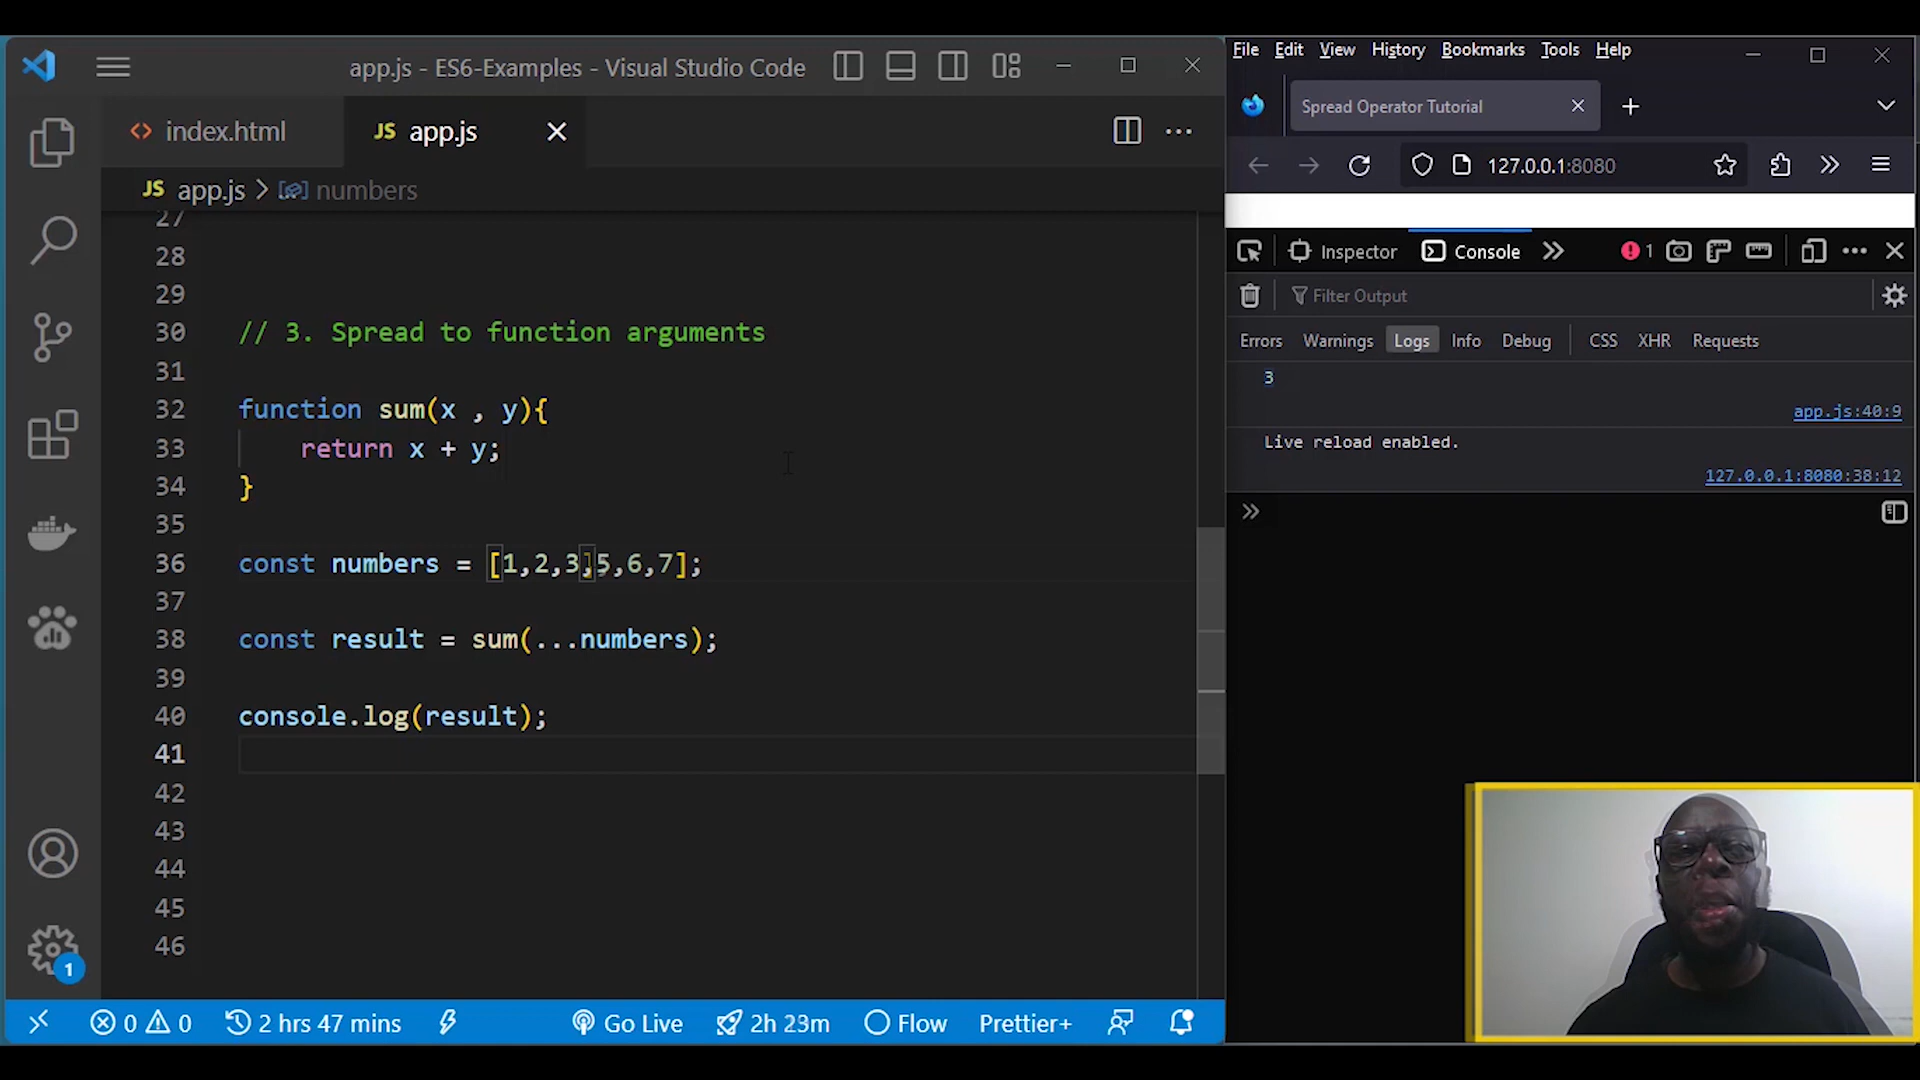 app.js - ES6-Examples - Visual Studio Code
index.html
JS app.js
JS app.js > numbers
27
28
29
30 // 3. Spread to function arguments
31
32 function sum(x , y){
33 return x + y;
34 }
35
36 const numbers = [1,2,3,5,6,7];
37
38 const result = sum(...numbers);
39
40 console.log(result);
41
42
43
44
45
46
1
0 0 2 hrs 47 mins Go Live 2h 23m Flow Prettier+
File Edit View History Bookmarks Tools Help
Spread Operator Tutorial
127.0.0.1:8080
Inspector Console 1
Filter Output
Errors Warnings Logs Info Debug CSS XHR Requests
3
app.js:40:9
Live reload enabled.
127.0.0.1:8080:38:12